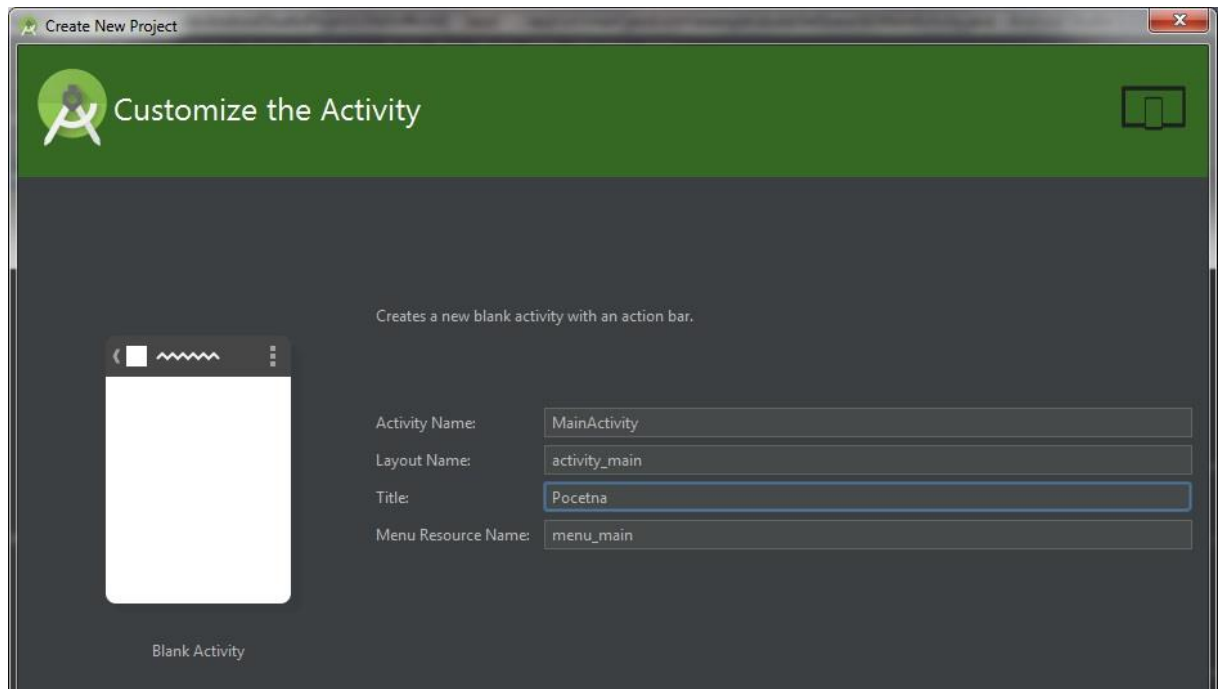 Create New Project
Customize the Activity
Creates a new blank activity with an action bar.
Activity Name: MainActivity
Layout Name: activity_main
Title: Pocetna
Menu Resource Name: menu_main
Blank Activity